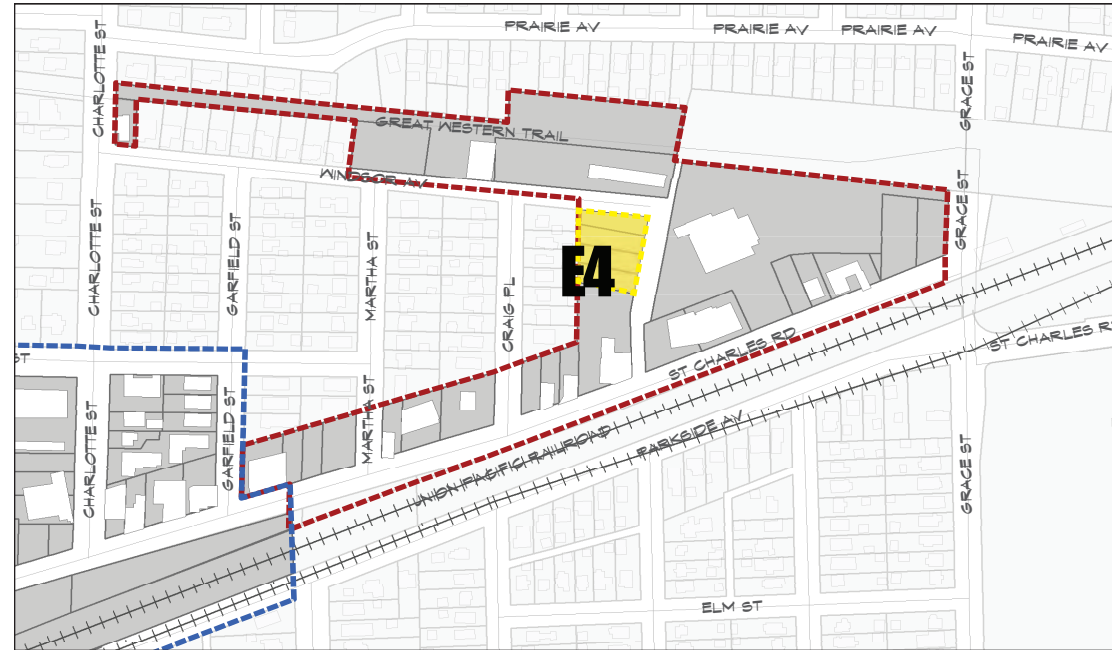 PRAIRIE AV
PRAIRIE AV
PRAIRIE AV
PRAIRIE AV
CHARLOTTE ST
GRACE ST
GREAT WESTERN TRAIL
WINDSOR AV
GRACE ST
CHARLOTTE ST
GARFIELD ST
MARTHA ST
CRAIG PL
E4
ST CHARLES RD
ST CHARLES R
ST
MARTHA ST
GARFIELD ST
CHARLOTTE ST
UNION PACIFIC RAILROAD
PARKSIDE AV
GRACE ST
ELM ST